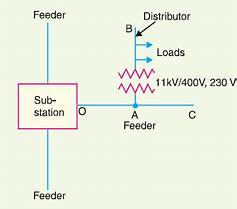 Feeder
Distributor
B
Loads
11kV/400V, 230 V
Sub-
station
O
A
C
Feeder
Feeder